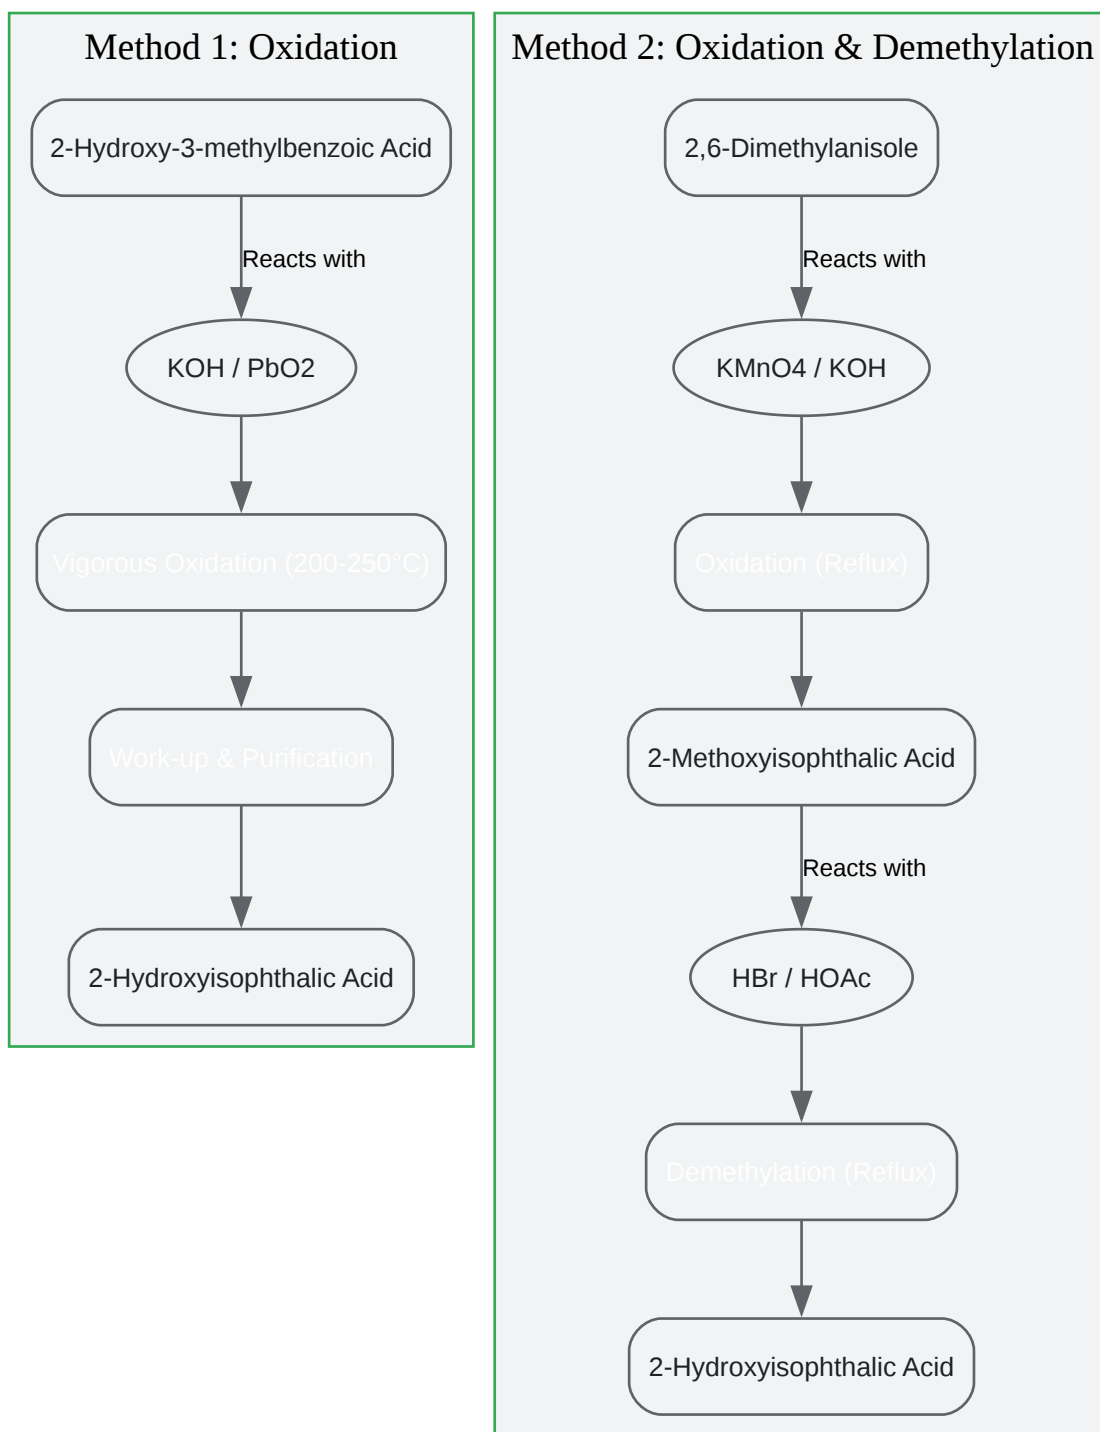 Method 1: Oxidation
2-Hydroxy-3-methylbenzoic Acid
Reacts with
KOH / PbO2
Vigorous Oxidation (200-250°C)
Work-up & Purification
2-Hydroxyisophthalic Acid
Method 2: Oxidation & Demethylation
2,6-Dimethylanisole
Reacts with
KMnO4 / KOH
Oxidation (Reflux)
2-Methoxyisophthalic Acid
Reacts with
HBr / HOAc
Demethylation (Reflux)
2-Hydroxyisophthalic Acid